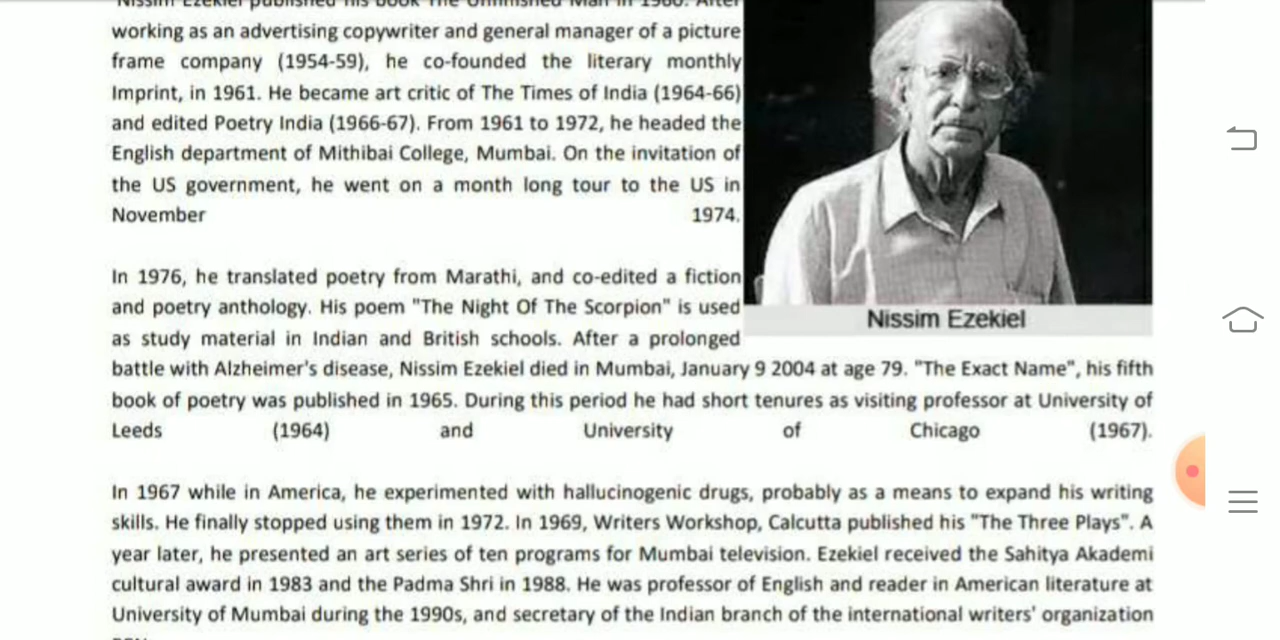 Nissim Ezekiel published his book The Unfinished Man in 1960. After
working as an advertising copywriter and general manager of a picture
frame company (1954-59), he co-founded the literary monthly
Imprint, in 1961. He became art critic of The Times of India (1964-66)
and edited Poetry India (1966-67). From 1961 to 1972, he headed the
English department of Mithibai College, Mumbai. On the invitation of
the US government, he went on a month long tour to the US in
November 1974.
Nissim Ezekiel
In 1976, he translated poetry from Marathi, and co-edited a fiction
and poetry anthology. His poem "The Night Of The Scorpion" is used
as study material in Indian and British schools. After a prolonged
battle with Alzheimer's disease, Nissim Ezekiel died in Mumbai, January 9 2004 at age 79. "The Exact Name", his fifth
book of poetry was published in 1965. During this period he had short tenures as visiting professor at University of
Leeds (1964) and University of Chicago (1967).
In 1967 while in America, he experimented with hallucinogenic drugs, probably as a means to expand his writing
skills. He finally stopped using them in 1972. In 1969, Writers Workshop, Calcutta published his "The Three Plays". A
year later, he presented an art series of ten programs for Mumbai television. Ezekiel received the Sahitya Akademi
cultural award in 1983 and the Padma Shri in 1988. He was professor of English and reader in American literature at
University of Mumbai during the 1990s, and secretary of the Indian branch of the international writers' organization